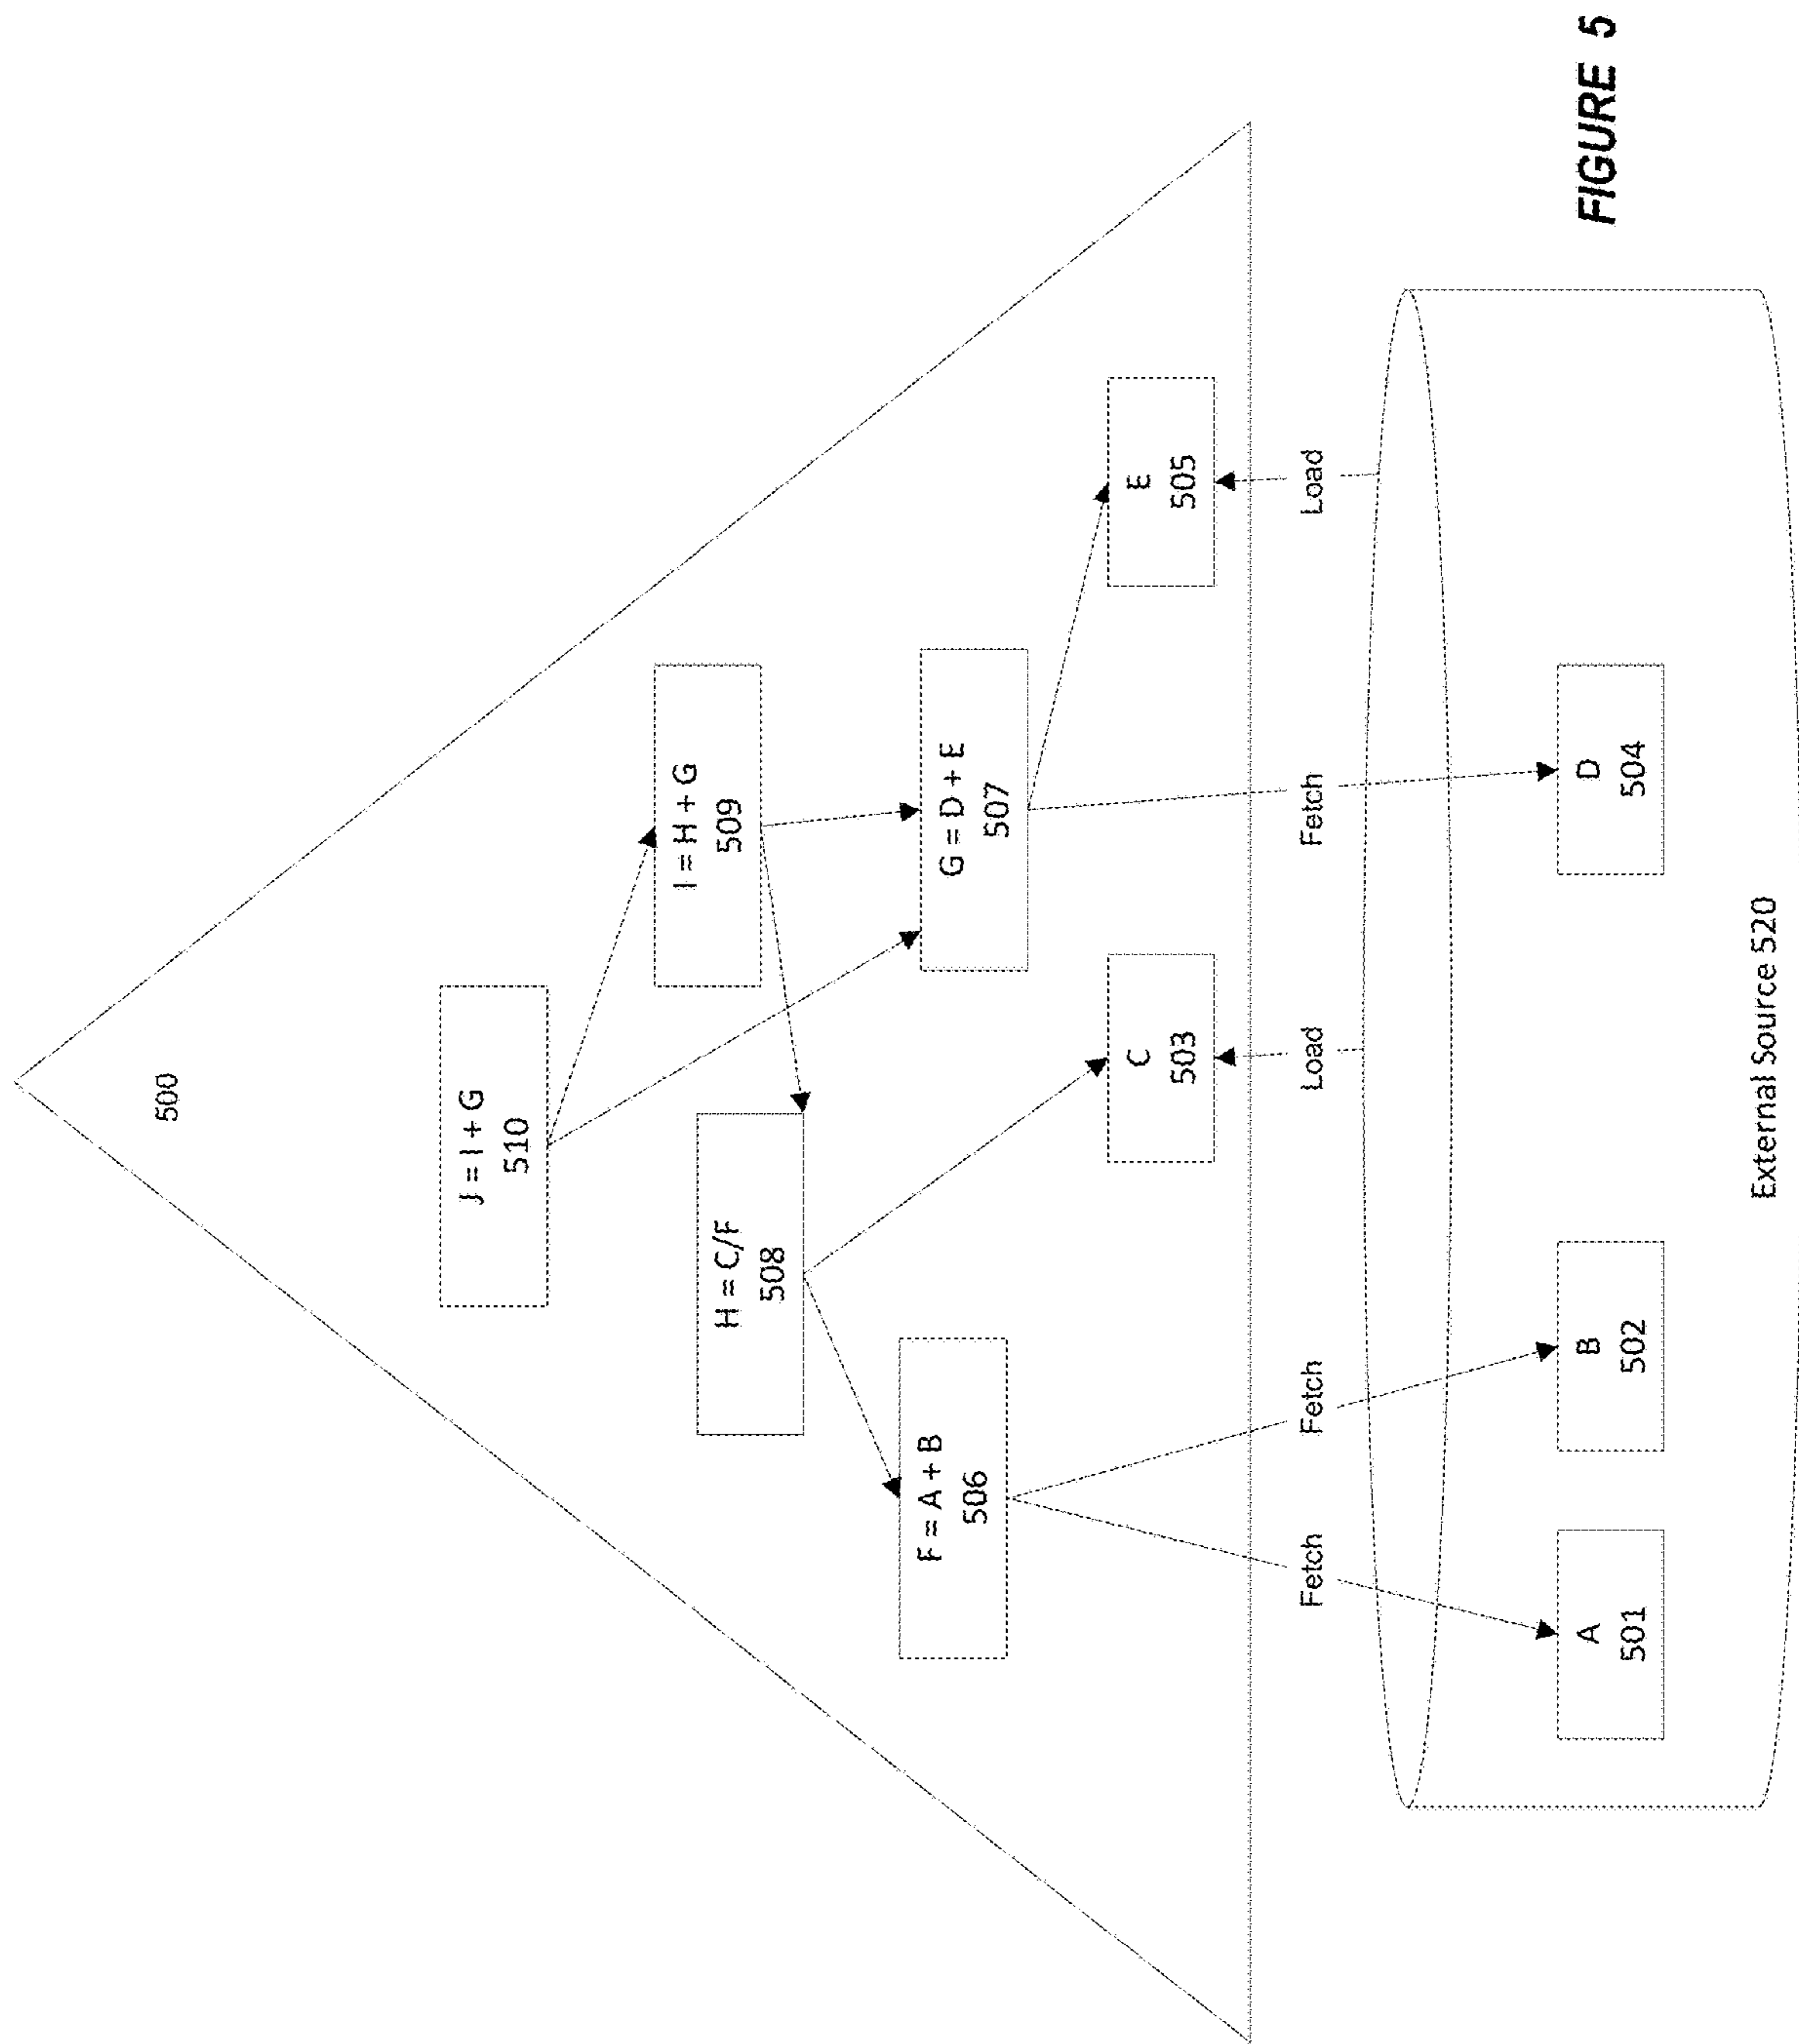 500
J = I + G
510
I = H + G
509
H = C/F
508
F = A + B
506
G = D + E
507
C
503
E
505
Fetch
Fetch
Load
Fetch
Load
A
501
B
502
D
504
External Source 520
FIGURE 5